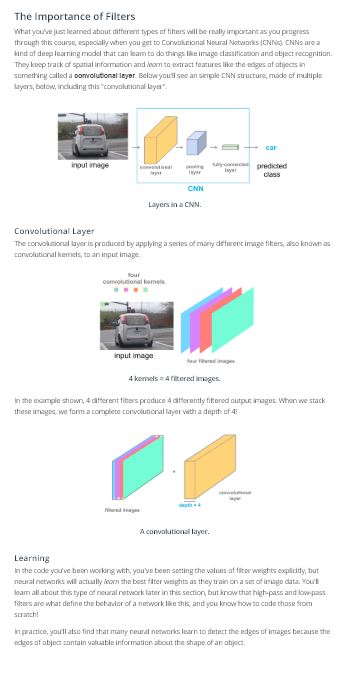 The Importance of Filters
What you've just learned about different types of filters will be really important as you progress
through this course, especially when you get to Convolutional Neural Networks (CNNs). CNNs are a
kind of deep learning model that can learn to do things like image classification and object recognition.
They keep track of spatial information and learn to extract features like the edges of objects in
something called a convolutional layer. Below you'll see an simple CNN structure, made of multiple
layers, below, including this "convolutional layer".
input image
convolutional
layer
pooling
layer
fully-connected
layer
car
predicted
class
CNN
Layers in a CNN.
Convolutional Layer
The convolutional layer is produced by applying a series of many different image filters, also known as
convolutional kernels, to an input image.
four
convolutional kernels
input image
four filtered images
4 kernels = 4 filtered images.
In the example shown, 4 different filters produce 4 differently filtered output images. When we stack
these images, we form a complete convolutional layer with a depth of 4!
filtered images
depth = 4
convolutional
layer
A convolutional layer.
Learning
In the code you've been working with, you've been setting the values of filter weights explicitly, but
neural networks will actually learn the best filter weights as they train on a set of image data. You'll
learn all about this type of neural network later in this section, but know that high-pass and low-pass
filters are what define the behavior of a network like this, and you know how to code those from
scratch!
In practice, you'll also find that many neural networks learn to detect the edges of images because the
edges of object contain valuable information about the shape of an object.